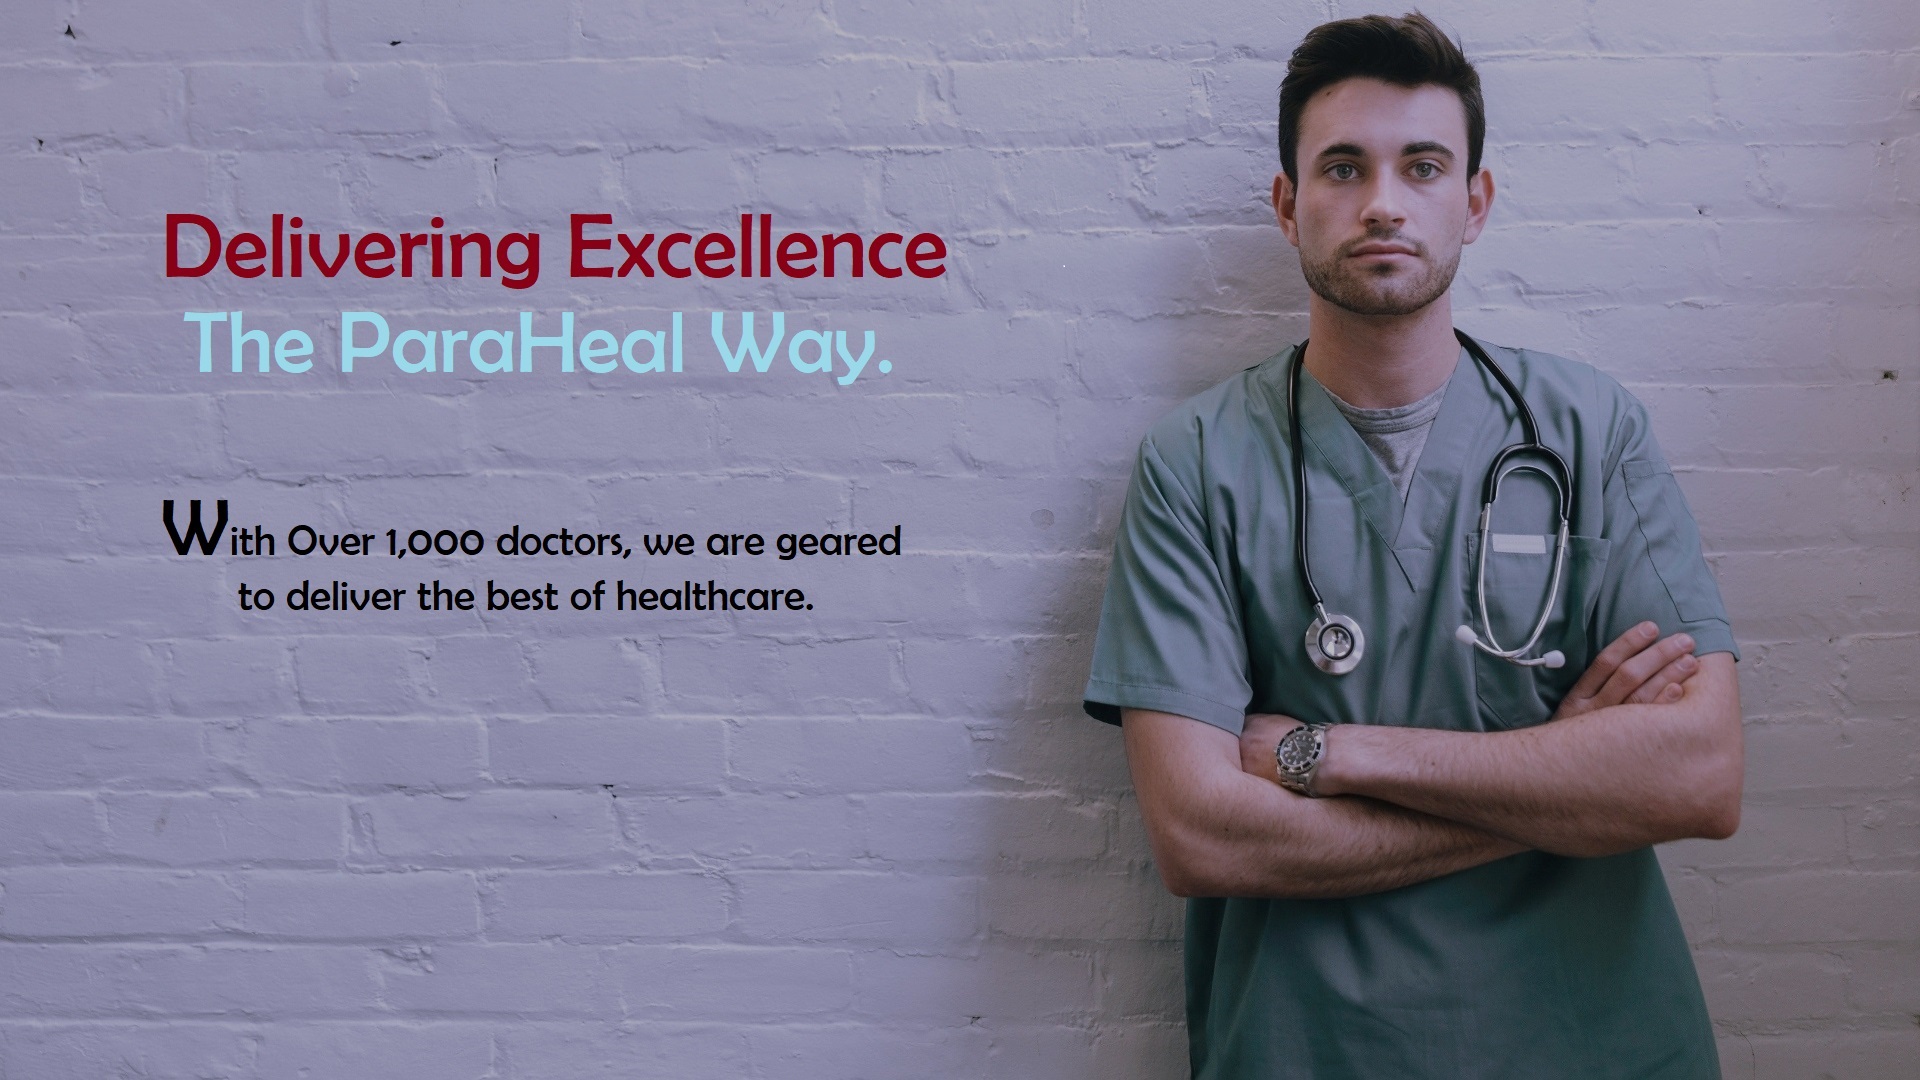 Delivering Excellence
The ParaHeal Way.
With Over 1,000 doctors, we are geared
to deliver the best of healthcare.